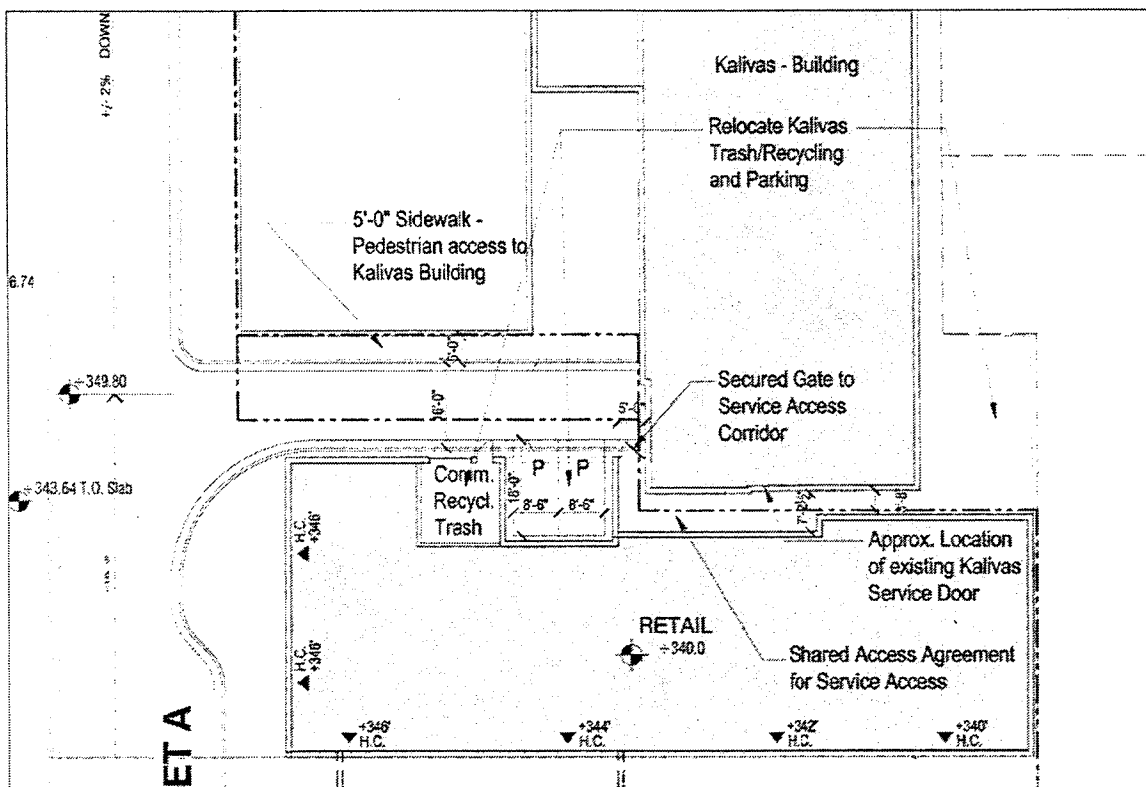 +/- 2% DOWN
Kalivas - Building
Relocate Kalivas
Trash/Recycling
and Parking
5'-0" Sidewalk -
Pedestrian access to
Kalivas Building
6.74
5'-0"
+349.80
Secured Gate to
Service Access
Corridor
5'-0"
16'-0"
343.64 T.O. Slab
Comm.
Recycl.
Trash
P
P
18'-0"
8'-6"
8'-6"
Approx. Location
of existing Kalivas
Service Door
H.C.
+346'
RETAIL
+340.0
Shared Access Agreement
for Service Access
H.C.
+346'
+346'
H.C.
+344'
H.C.
+342'
H.C.
+340'
H.C.
ET A